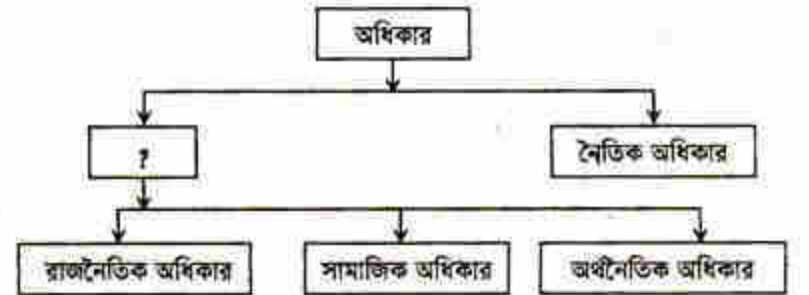 অধিকার
?
নৈতিক অধিকার
রাজনৈতিক অধিকার
সামাজিক অধিকার
অর্থনৈতিক অধিকার